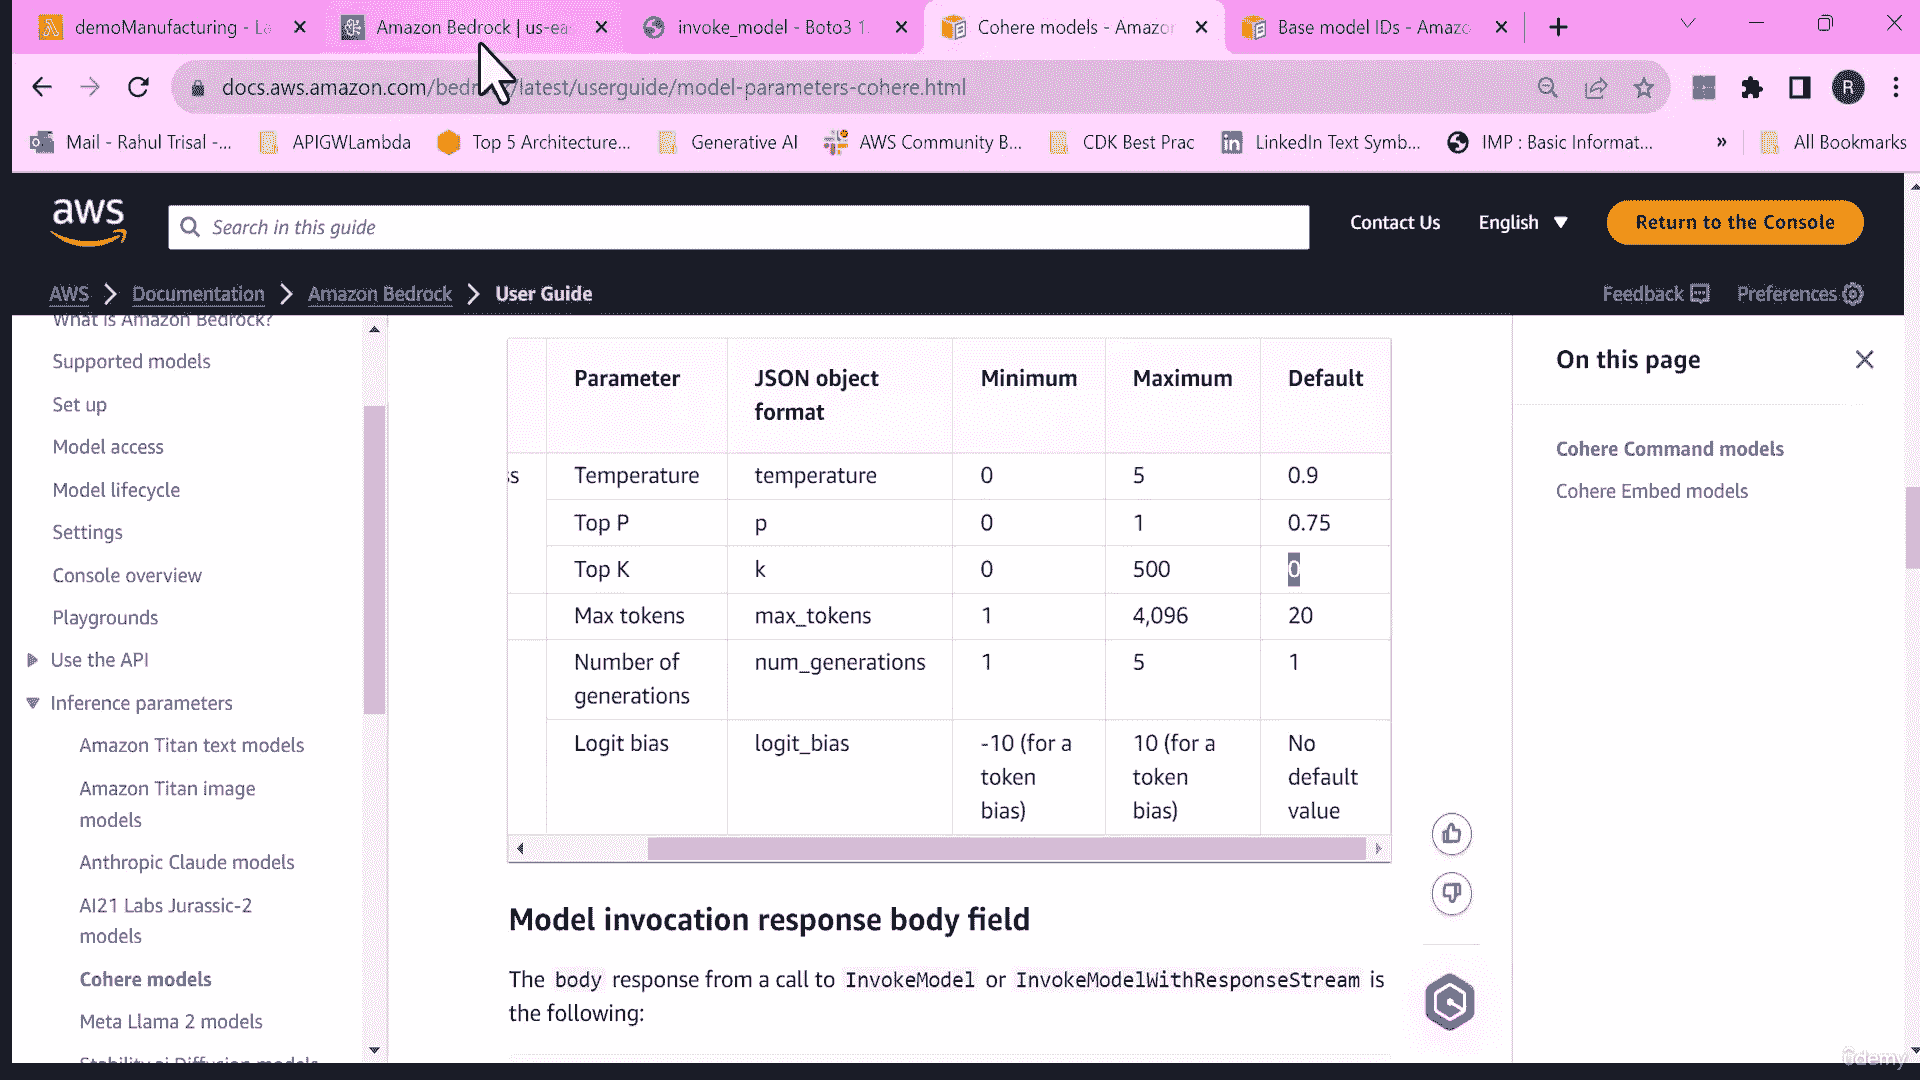 demoManufacturing - La
Amazon Bedrock | us-ea
invoke_model - Boto3 1.
Cohere models - Amazon
Base model IDs - Amazo
docs.aws.amazon.com/bedr /latest/userguide/model-parameters-cohere.html
R
Mail - Rahul Trisal -...
APIGWLambda
Top 5 Architecture...
Generative AI
AWS Community B...
CDK Best Prac
LinkedIn Text Symb...
IMP : Basic Informat...
»
All Bookmarks
aws
Search in this guide
Contact Us
English
Return to the Console
AWS
Documentation
Amazon Bedrock
User Guide
Feedback
Preferences
What is Amazon Bedrock?
Supported models
Set up
Model access
Model lifecycle
Settings
Console overview
Playgrounds
Use the API
Inference parameters
Amazon Titan text models
Amazon Titan image
models
Anthropic Claude models
AI21 Labs Jurassic-2
models
Cohere models
Meta Llama 2 models
Stability.ai Diffusion models
Parameter JSON object Minimum Maximum Default
format
ss Temperature temperature 0 5 0.9
Top P p 0 1 0.75
Top K k 0 500 0
Max tokens max_tokens 1 4,096 20
Number of num_generations 1 5 1
generations
Logit bias logit_bias -10 (for a 10 (for a No
token token default
bias) bias) value
Model invocation response body field
The body response from a call to InvokeModel or InvokeModelWithResponseStream is
the following:
On this page
Cohere Command models
Cohere Embed models
ûdemy